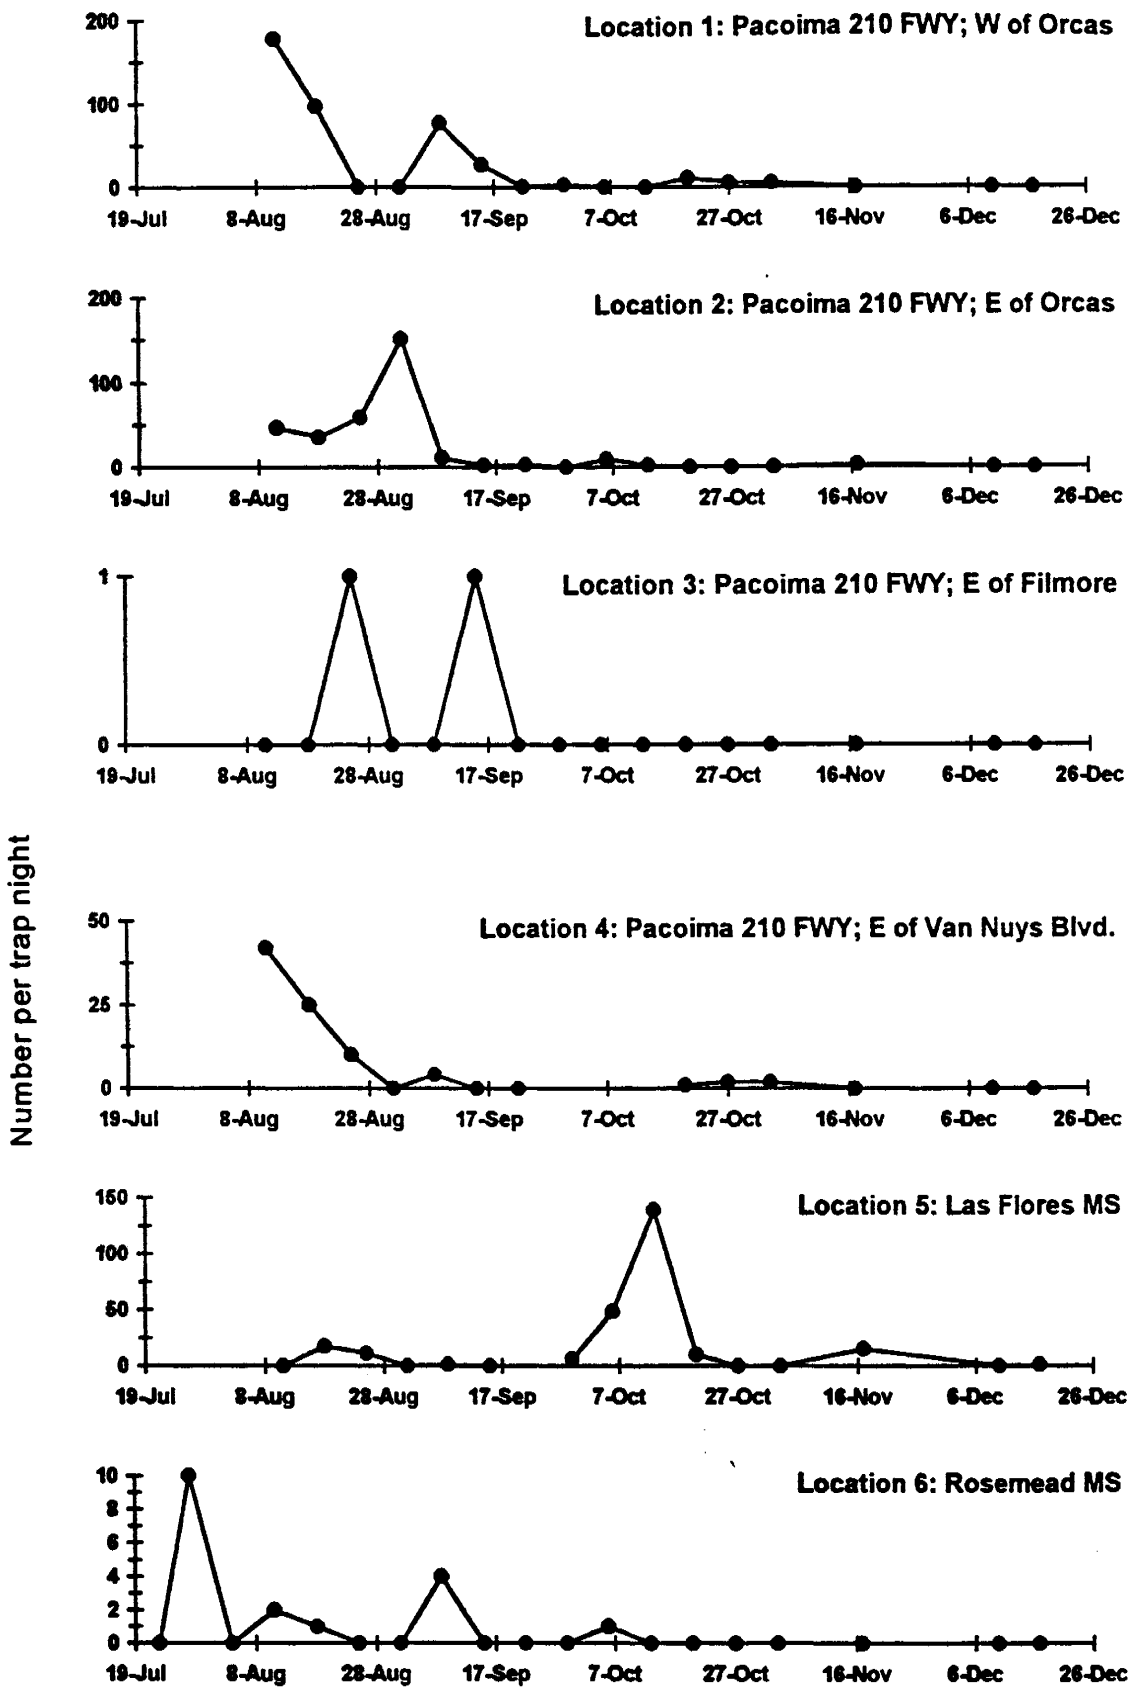 Number per trap night
Location 1: Pacoima 210 FWY; W of Orcas
200
100
0
19-Jul 8-Aug 28-Aug 17-Sep 7-Oct 27-Oct 16-Nov 6-Dec 26-Dec
Location 2: Pacoima 210 FWY; E of Orcas
200
100
0
19-Jul 8-Aug 28-Aug 17-Sep 7-Oct 27-Oct 16-Nov 6-Dec 26-Dec
Location 3: Pacoima 210 FWY; E of Filmore
1
0
19-Jul 8-Aug 28-Aug 17-Sep 7-Oct 27-Oct 16-Nov 6-Dec 26-Dec
Location 4: Pacoima 210 FWY; E of Van Nuys Blvd.
50
25
0
19-Jul 8-Aug 28-Aug 17-Sep 7-Oct 27-Oct 16-Nov 6-Dec 26-Dec
Location 5: Las Flores MS
150
100
50
0
19-Jul 8-Aug 28-Aug 17-Sep 7-Oct 27-Oct 16-Nov 6-Dec 26-Dec
Location 6: Rosemead MS
10
8
6
4
2
0
19-Jul 8-Aug 28-Aug 17-Sep 7-Oct 27-Oct 16-Nov 6-Dec 26-Dec